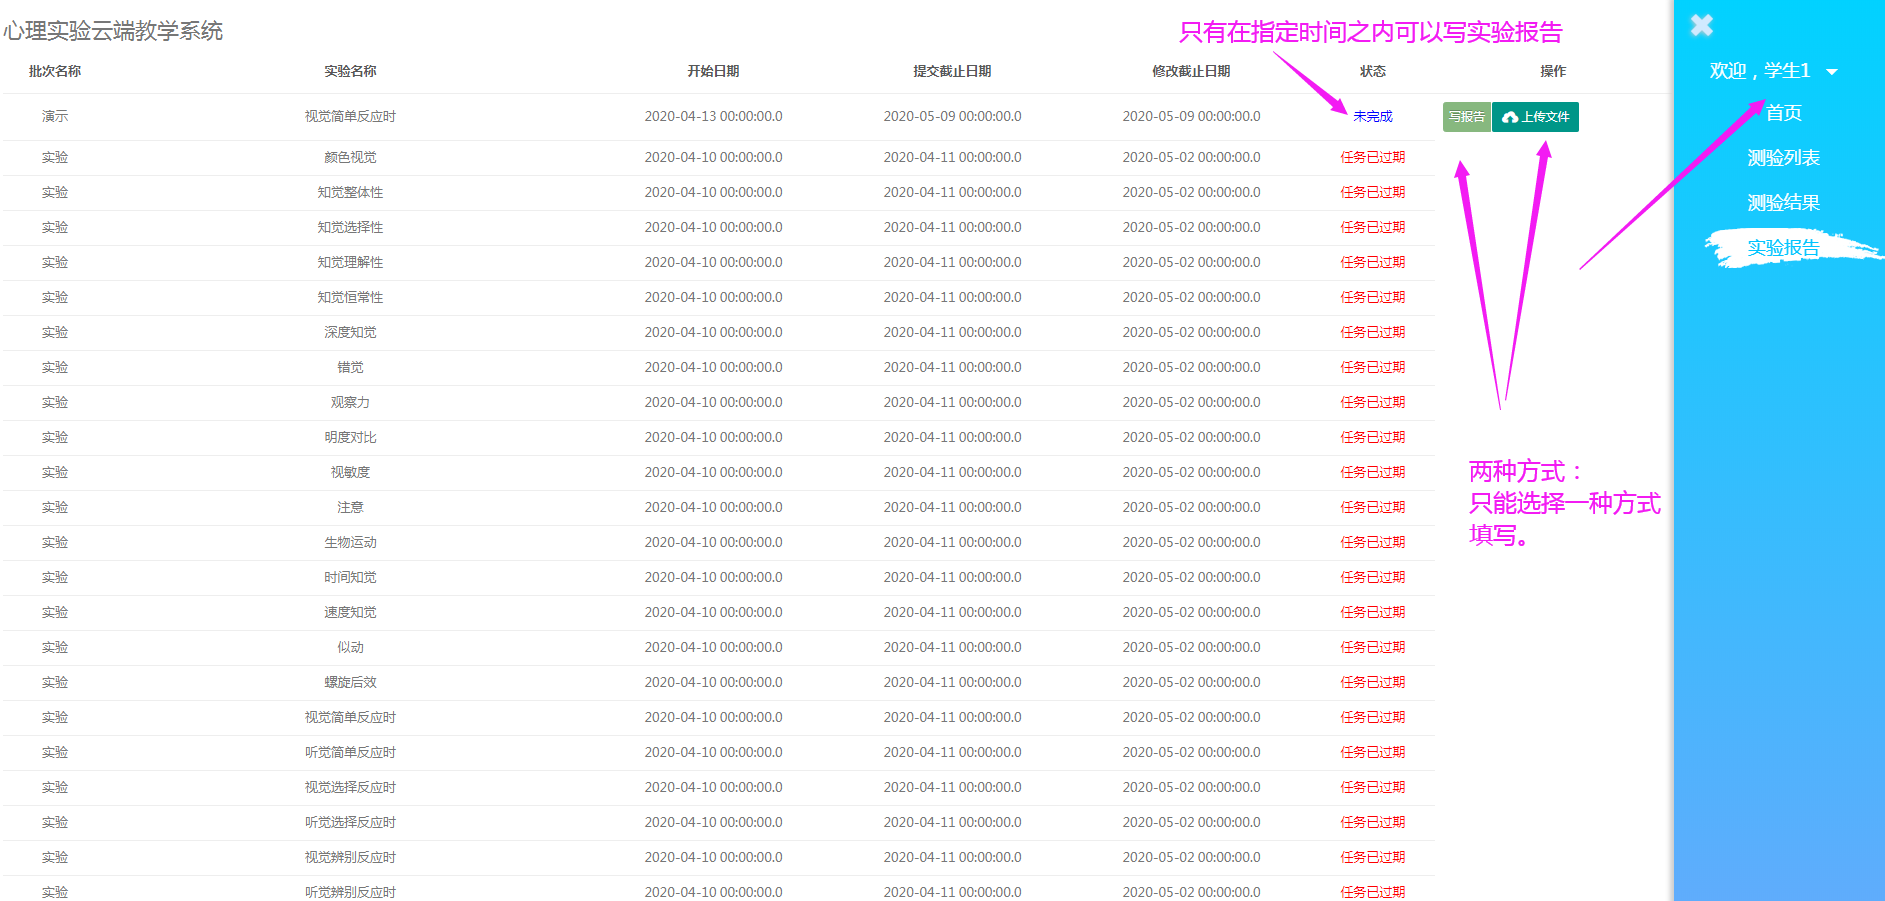 心理实验云端教学系统
只有在指定时间之内可以写实验报告
批次名称 实验名称 开始日期 提交截止日期 修改截止日期 状态 操作
演示 视觉简单反应时 2020-04-13 00:00:00.0 2020-05-09 00:00:00.0 2020-05-09 00:00:00.0 未完成 写报告 上传文件
实验 颜色视觉 2020-04-10 00:00:00.0 2020-04-11 00:00:00.0 2020-05-02 00:00:00.0 任务已过期
实验 知觉整体性 2020-04-10 00:00:00.0 2020-04-11 00:00:00.0 2020-05-02 00:00:00.0 任务已过期
实验 知觉选择性 2020-04-10 00:00:00.0 2020-04-11 00:00:00.0 2020-05-02 00:00:00.0 任务已过期
实验 知觉理解性 2020-04-10 00:00:00.0 2020-04-11 00:00:00.0 2020-05-02 00:00:00.0 任务已过期
实验 知觉恒常性 2020-04-10 00:00:00.0 2020-04-11 00:00:00.0 2020-05-02 00:00:00.0 任务已过期
实验 深度知觉 2020-04-10 00:00:00.0 2020-04-11 00:00:00.0 2020-05-02 00:00:00.0 任务已过期
实验 错觉 2020-04-10 00:00:00.0 2020-04-11 00:00:00.0 2020-05-02 00:00:00.0 任务已过期
实验 观察力 2020-04-10 00:00:00.0 2020-04-11 00:00:00.0 2020-05-02 00:00:00.0 任务已过期
实验 明度对比 2020-04-10 00:00:00.0 2020-04-11 00:00:00.0 2020-05-02 00:00:00.0 任务已过期
实验 视敏度 2020-04-10 00:00:00.0 2020-04-11 00:00:00.0 2020-05-02 00:00:00.0 任务已过期
实验 注意 2020-04-10 00:00:00.0 2020-04-11 00:00:00.0 2020-05-02 00:00:00.0 任务已过期
实验 生物运动 2020-04-10 00:00:00.0 2020-04-11 00:00:00.0 2020-05-02 00:00:00.0 任务已过期
实验 时间知觉 2020-04-10 00:00:00.0 2020-04-11 00:00:00.0 2020-05-02 00:00:00.0 任务已过期
实验 速度知觉 2020-04-10 00:00:00.0 2020-04-11 00:00:00.0 2020-05-02 00:00:00.0 任务已过期
实验 似动 2020-04-10 00:00:00.0 2020-04-11 00:00:00.0 2020-05-02 00:00:00.0 任务已过期
实验 螺旋后效 2020-04-10 00:00:00.0 2020-04-11 00:00:00.0 2020-05-02 00:00:00.0 任务已过期
实验 视觉简单反应时 2020-04-10 00:00:00.0 2020-04-11 00:00:00.0 2020-05-02 00:00:00.0 任务已过期
实验 听觉简单反应时 2020-04-10 00:00:00.0 2020-04-11 00:00:00.0 2020-05-02 00:00:00.0 任务已过期
实验 视觉选择反应时 2020-04-10 00:00:00.0 2020-04-11 00:00:00.0 2020-05-02 00:00:00.0 任务已过期
实验 听觉选择反应时 2020-04-10 00:00:00.0 2020-04-11 00:00:00.0 2020-05-02 00:00:00.0 任务已过期
实验 视觉辨别反应时 2020-04-10 00:00:00.0 2020-04-11 00:00:00.0 2020-05-02 00:00:00.0 任务已过期
实验 听觉辨别反应时 2020-04-10 00:00:00.0 2020-04-11 00:00:00.0 2020-05-02 00:00:00.0 任务已过期
两种方式：
只能选择一种方式
填写。
欢迎，学生1
首页
测验列表
测验结果
实验报告